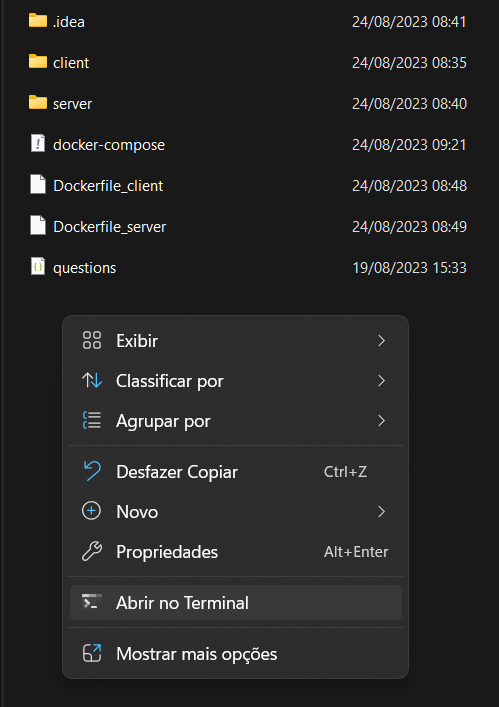 .idea 24/08/2023 08:41
client 24/08/2023 08:35
server 24/08/2023 08:40
docker-compose 24/08/2023 09:21
Dockerfile_client 24/08/2023 08:48
Dockerfile_server 24/08/2023 08:49
questions 19/08/2023 15:33
Exibir
Classificar por
Agrupar por
Desfazer Copiar Ctrl+Z
Novo
Propriedades Alt+Enter
Abrir no Terminal
Mostrar mais opções